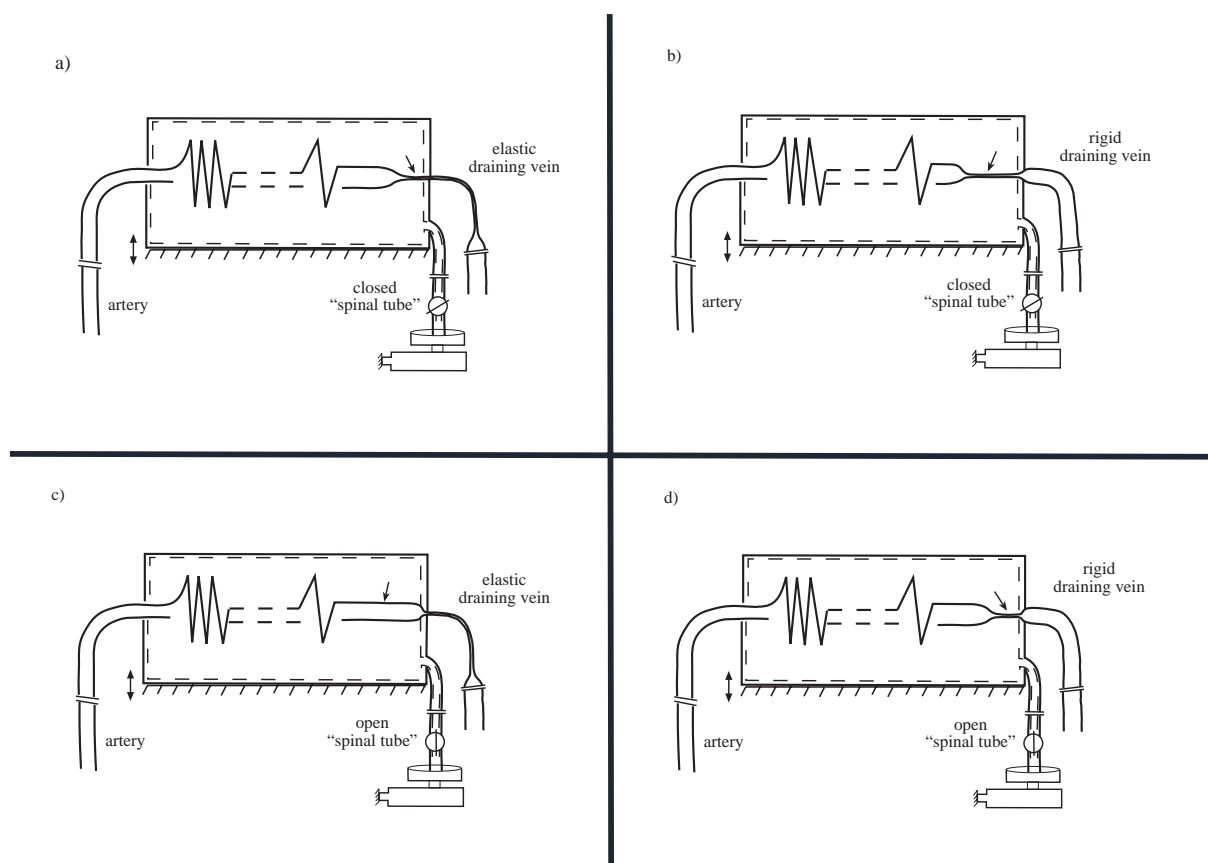 a)
elastic
draining vein
closed
“spinal tube”
artery
b)
rigid
draining vein
closed
“spinal tube”
artery
c)
elastic
draining vein
open
“spinal tube”
artery
d)
rigid
draining vein
open
“spinal tube”
artery